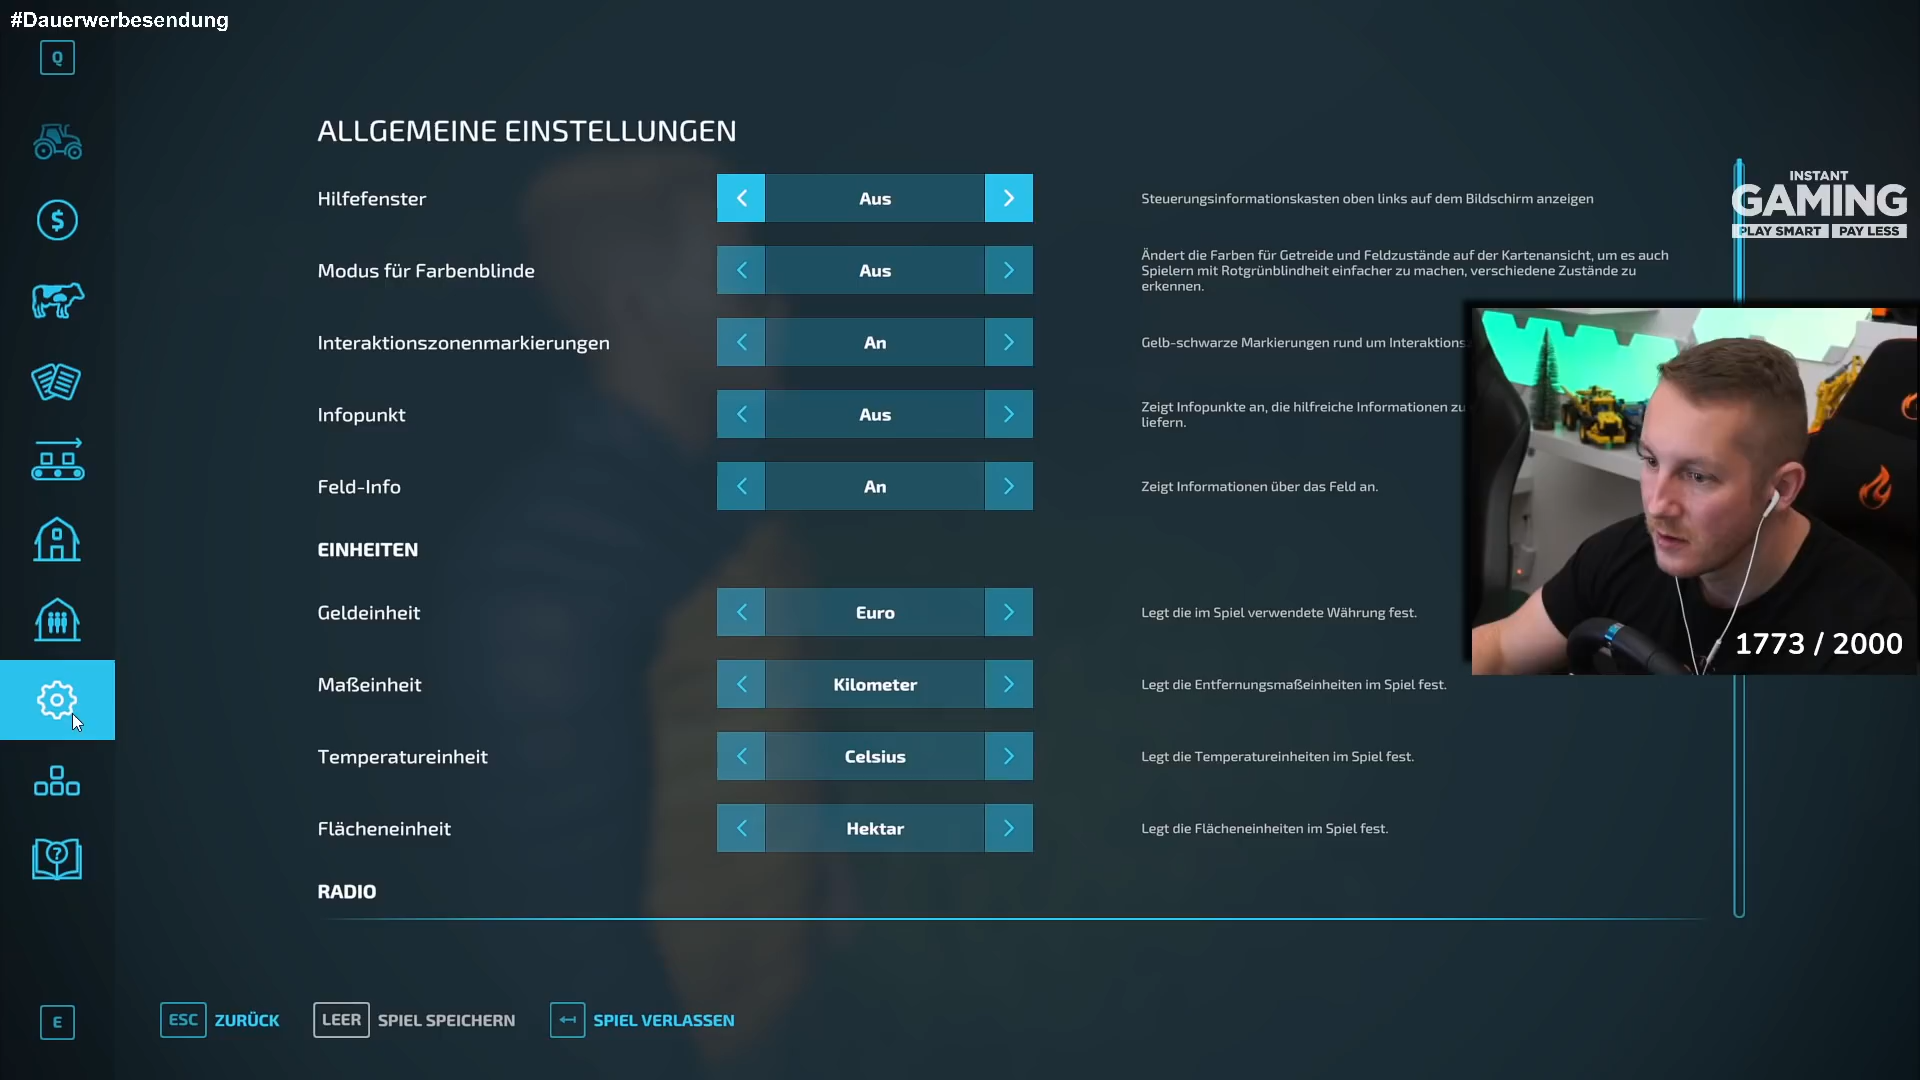 #Dauerwerbesendung
Q
ALLGEMEINE EINSTELLUNGEN
Hilfefenster
Aus
Steuerungsinformationskasten oben links auf dem Bildschirm anzeigen
INSTANT
GAMING
PLAY SMART PAY LESS
Modus für Farbenblinde
Aus
Ändert die Farben für Getreide und Feldzustände auf der Kartenansicht, um es auch
Spielern mit Rotgrünblindheit einfacher zu machen, verschiedene Zustände zu
erkennen.
Interaktionszonenmarkierungen
An
Gelb-schwarze Markierungen rund um
Infopunkt
Aus
Zeigt Infopunkte an, die hilfreiche Informationen zu
liefern.
Feld-Info
An
Zeigt Informationen über das Feld an.
EINHEITEN
Geldeinheit
Euro
Legt die im Spiel verwendete Währung fest.
1773 / 2000
Maßeinheit
Kilometer
Legt die Entfernungsmaßeinheiten im Spiel fest.
Temperatureinheit
Celsius
Legt die Temperatureinheiten im Spiel fest.
Flächeneinheit
Hektar
Legt die Flächeneinheiten im Spiel fest.
RADIO
E
ESC ZURÜCK
LEER SPIEL SPEICHERN
SPIEL VERLASSEN